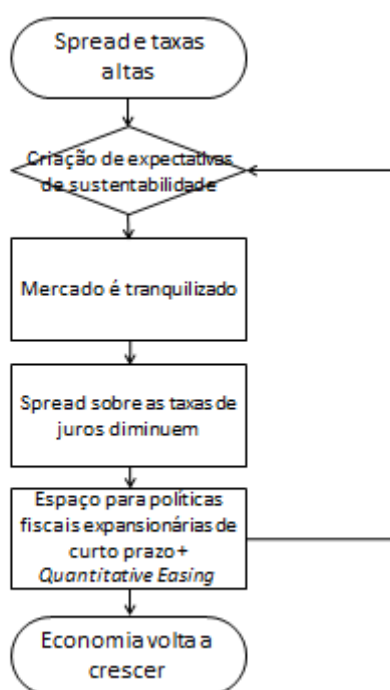 Spread e taxas
altas
Criação de expectativas
de sustentabilidade
Mercado é tranquilizado
Spread sobre as taxas de
juros diminuem
Espaço para políticas
fiscais expansionárias de
curto prazo +
Quantitative Easing
Economia volta a
crescer